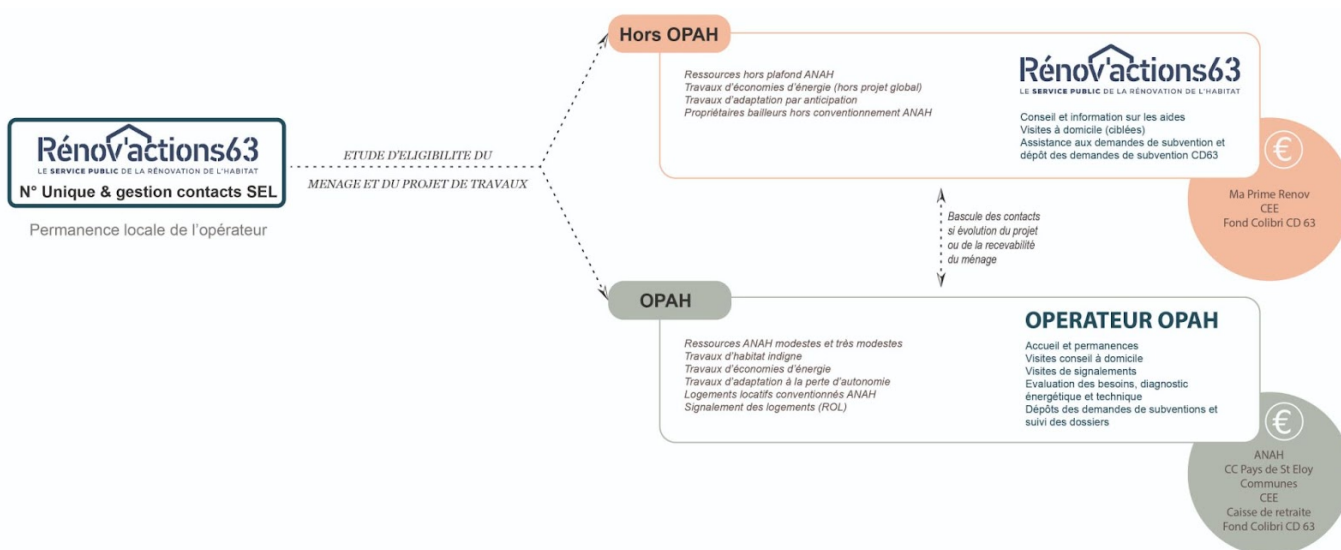 Rénov'actions63
LE SERVICE PUBLIC DE LA RÉNOVATION DE L'HABITAT
N° Unique & gestion contacts SEL
Permanence locale de l'opérateur
ETUDE D'ELIGIBILITE DU
MENAGE ET DU PROJET DE TRAVAUX
Hors OPAH
Ressources hors plafond ANAH
Travaux d'économies d'énergie (hors projet global)
Travaux d'adaptation par anticipation
Propriétaires bailleurs hors conventionnement ANAH
Rénov'actions63
LE SERVICE PUBLIC DE LA RÉNOVATION DE L'HABITAT
Conseil et information sur les aides
Visites à domicile (ciblées)
Assistance aux demandes de subvention et
dépôt des demandes de subvention CD63
€
Ma Prime Renov
CEE
Fond Colibri CD 63
Bascule des contacts
si évolution du projet
ou de la recevabilité
du ménage
OPAH
Ressources ANAH modestes et très modestes
Travaux d'habitat indigne
Travaux d'économies d'énergie
Travaux d'adaptation à la perte d'autonomie
Logements locatifs conventionnés ANAH
Signalement des logements (ROL)
OPERATEUR OPAH
Accueil et permanences
Visites conseil à domicile
Visites de signalements
Evaluation des besoins, diagnostic
énergétique et technique
Dépôts des demandes de subventions et
suivi des dossiers
€
ANAH
CC Pays de St Eloy
Communes
CEE
Caisse de retraite
Fond Colibri CD 63